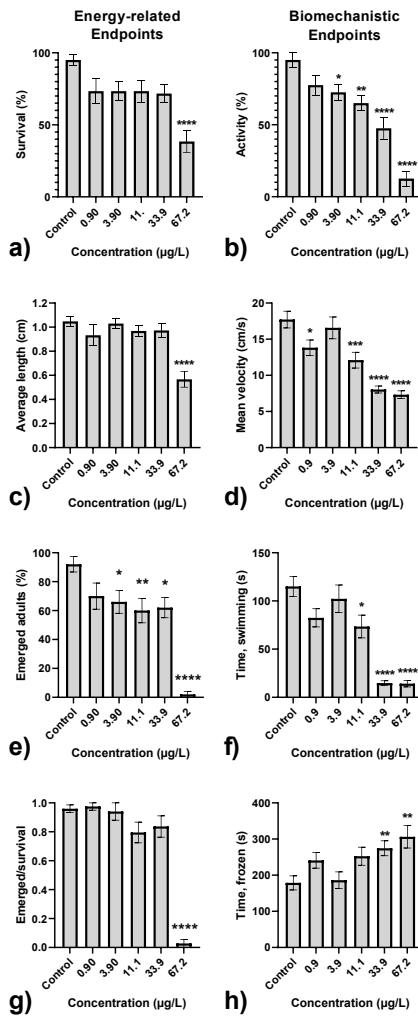 Energy-related
Endpoints
Biomechanistic
Endpoints
Survival (%)
100
50
0
****
Control
0.90
3.90
11.
33.9
67.2
Concentration (µg/L)
a)
Activity (%)
100
50
0
*
**
****
****
Control
0.90
3.90
11.1
33.9
67.2
Concentration (µg/L)
b)
Average length (cm)
1.2
1.0
0.8
0.6
0.4
0.2
0.0
****
Control
0.90
3.90
11.1
33.9
67.2
Concentration (µg/L)
c)
Mean velocity (cm/s)
20
15
10
5
0
*
***
****
****
Control
0.9
3.9
11.1
33.9
67.2
Concentration (µg/L)
d)
Emerged adults (%)
100
80
60
40
20
0
*
**
*
****
Control
0.90
3.90
11.1
33.9
67.2
Concentration (µg/L)
e)
Time, swimming (s)
150
100
50
0
*
****
****
Control
0.9
3.9
11.1
33.9
67.2
Concentration (µg/L)
f)
Emerged/survival
1.0
0.8
0.6
0.4
0.2
0.0
****
Control
0.90
3.90
11.1
33.9
67.2
Concentration (µg/L)
g)
Time, frozen (s)
400
300
200
100
0
**
**
Control
0.9
3.9
11.1
33.9
67.2
Concentration (µg/L)
h)